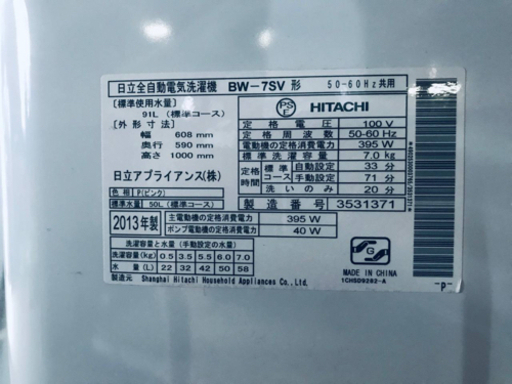 日立全自動電気洗濯機 BW-7SV 形 50-60Hz共用
[標準使用水量]
91L (標準コース)
[外形寸法]
幅 608 mm
奥行 590 mm
高さ 1000 mm
日立アプライアンス(株)
色柄 P(ピンク)
標準水量 50L (標準コース)
2013年製
PS
E
HITACHI
定格電圧 100 V
定格周波数 50-60 Hz
電動機の定格消費電力 395 W
標準洗濯容量 7.0 kg
定格時間 標準コース 自動設定 33 分
手動設定 71 分
洗いのみ 20 分
製造番号 3531371
主電動機の定格消費電力 395 W
ポンプ電動機の定格消費電力 40 W
洗濯容量と水量 (手動設定の水量)
洗濯容量(kg) 0.5 3.5 5.5 6.0 7.0
水量(L) 22 32 42 50 58
製造元 Shanghai Hitachi Household Appliances Co.,Ltd.
G
MADE IN CHINA
1CHSD9282-A
-P-